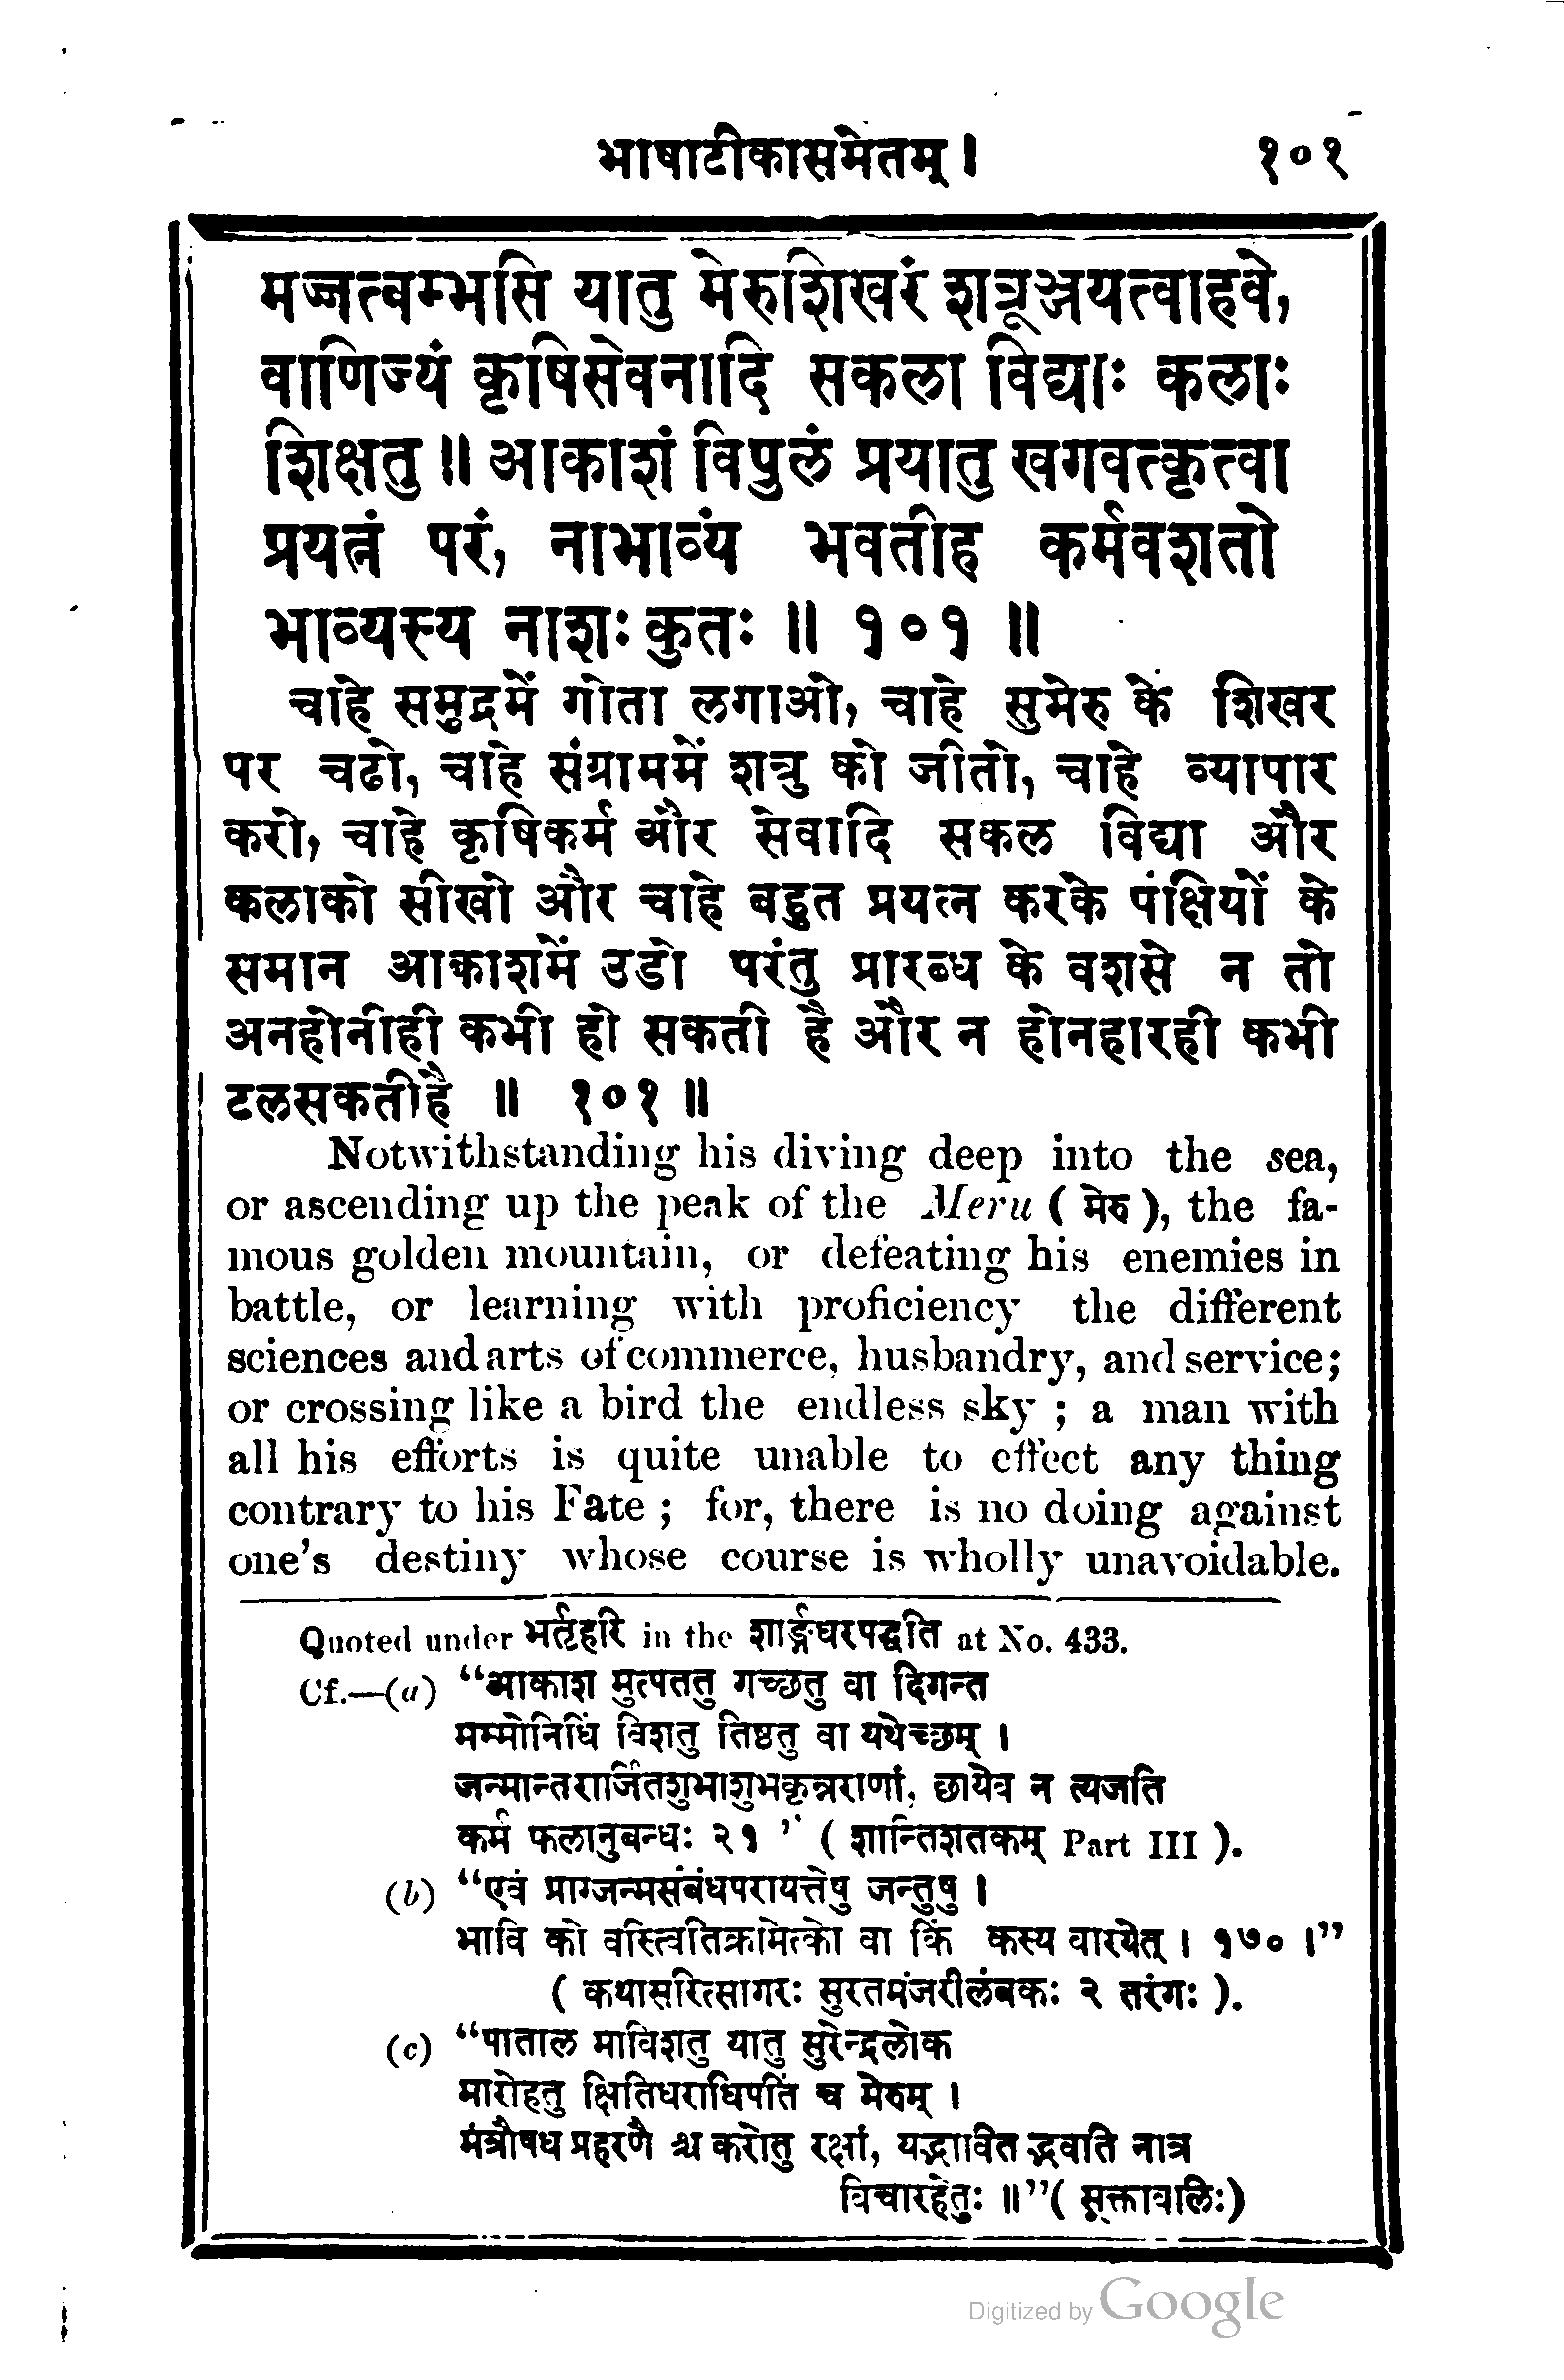 भाषाटीकासमेतम् । १०१
मज्जत्वम्भसि यातु मेरुशिखरं शत्रूञ्जयत्वाहवे,
वाणिज्यं कृषिसेवनादि सकला विद्याः कलाः
शिक्षतु ॥ आकाशं विपुलं प्रयातु खगवत्कृत्वा
प्रयत्नं परं, नाभाव्यं भवतीह कर्मवशतो
भाव्यस्य नाशः कुतः ॥ १०१ ॥
चाहे समुद्रमें गोता लगाओ, चाहे सुमेरु के शिखर
पर चढो, चाहे संग्राममें शत्रु को जीतो, चाहे व्यापार
करो, चाहे कृषिकर्म और सेवादि सकल विद्या और
कलाको सीखो और चाहे बहुत प्रयत्न करके पंक्षियों के
समान आकाशमें उडो परंतु प्रारब्ध के वशसे न तो
अनहोनीही कभी हो सकती है और न होनहारही कभी
टलसकतीहै ॥ १०१ ॥
Notwithstanding his diving deep into the sea,
or ascending up the peak of the Meru ( मेरु ), the fa-
mous golden mountain, or defeating his enemies in
battle, or learning with proficiency the different
sciences and arts of commerce, husbandry, and service;
or crossing like a bird the endless sky ; a man with
all his efforts is quite unable to effect any thing
contrary to his Fate ; for, there is no doing against
one's destiny whose course is wholly unavoidable.
Quoted under भर्तृहरि in the शार्ङ्गधरपद्धति at No. 433.
Cf.—(a) “आकाश मुत्पततु गच्छतु वा दिगन्त
मम्मोनिधिं विशतु तिष्ठतु वा यथेच्छम् ।
जन्मान्तरार्जितशुभाशुभकृन्नराणां, छायेव न त्यजति
कर्म फलानुबन्धः २१ ” ( शान्तिशतकम् Part III ).
(b) “एवं प्राग्जन्मसंबंधपरायत्तेषु जन्तुषु ।
भावि को वस्त्वतिक्रामेत्को वा किं कस्य वारयेत् । १७० ।”
( कथासरित्सागरः सुरतमंजरीलंबकः २ तरंगः ).
(c) “पाताल माविशतु यातु सुरेन्द्रलोक
मारोहतु क्षितिधराधिपतिं च मेरुम् ।
मंत्रौषध प्रहरणै श्च करोतु रक्षां, यद्भावित द्भवति नात्र
विचारहेतुः ॥”( सूक्तावलिः)
Digitized by Google